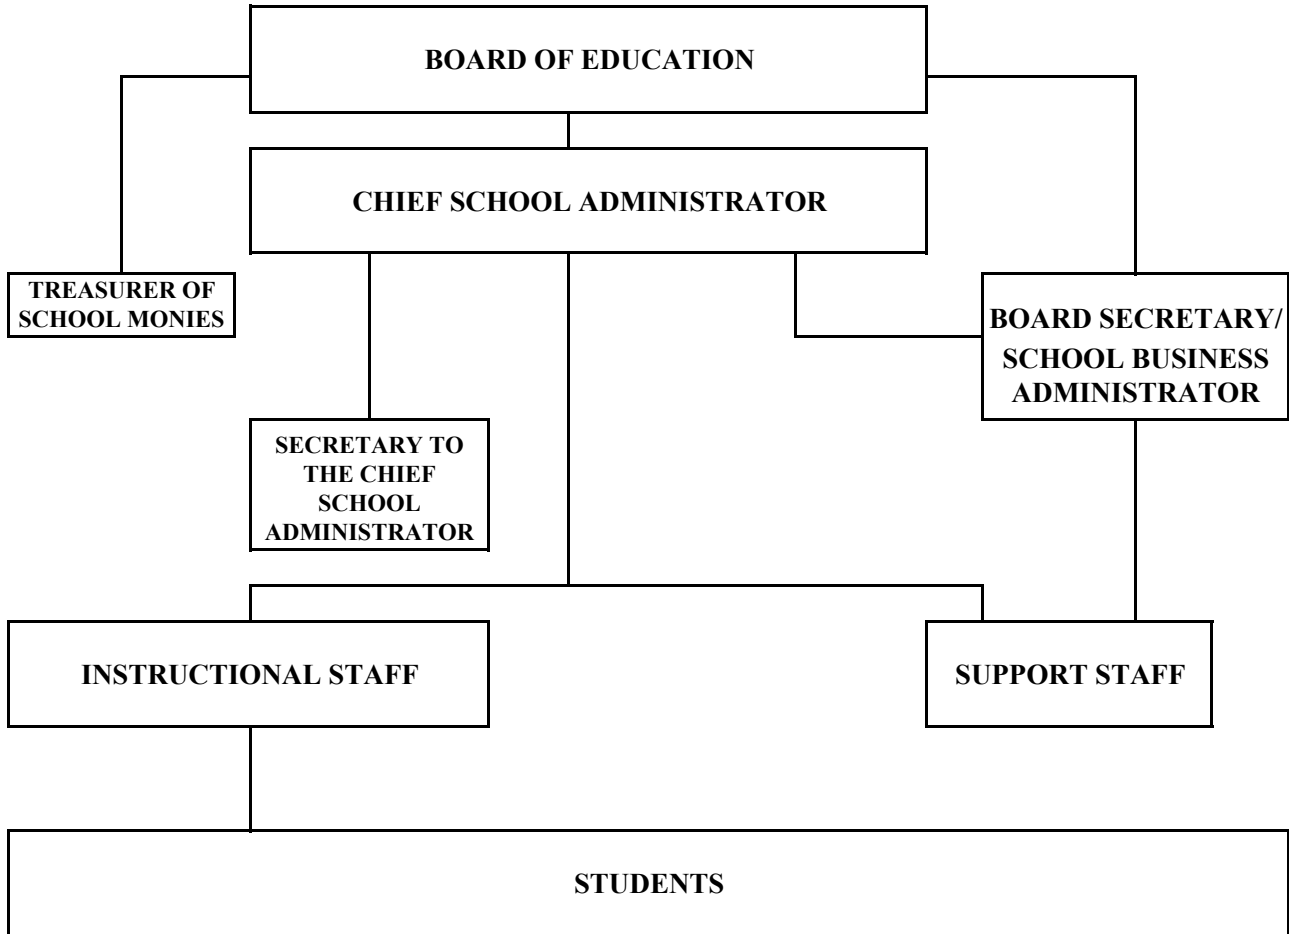 BOARD OF EDUCATION
CHIEF SCHOOL ADMINISTRATOR
TREASURER OF
SCHOOL MONIES
BOARD SECRETARY/
SCHOOL BUSINESS
ADMINISTRATOR
SECRETARY TO
THE CHIEF
SCHOOL
ADMINISTRATOR
INSTRUCTIONAL STAFF
SUPPORT STAFF
STUDENTS